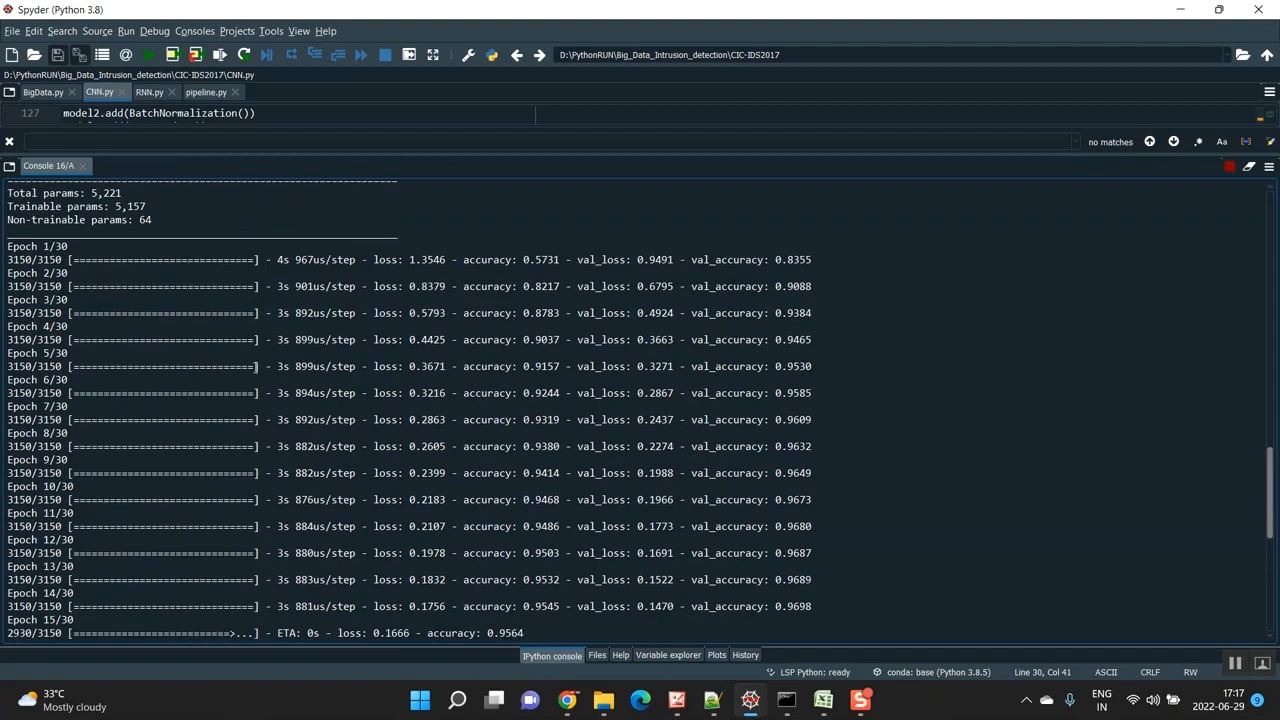 Spyder (Python 3.8)
File Edit Search Source Run Debug Consoles Projects Tools View Help
D:\PythonRUN\Big_Data_Intrusion_detection\CIC-IDS2017
D:\PythonRUN\Big_Data_Intrusion_detection\CIC-IDS2017\CNN.py
BigData.py CNN.py RNN.py pipeline.py
127 model2.add(BatchNormalization())
no matches
Console 16/A
Total params: 5,221
Trainable params: 5,157
Non-trainable params: 64
Epoch 1/30
3150/3150 [==============================] - 4s 967us/step - loss: 1.3546 - accuracy: 0.5731 - val_loss: 0.9491 - val_accuracy: 0.8355
Epoch 2/30
3150/3150 [==============================] - 3s 901us/step - loss: 0.8379 - accuracy: 0.8217 - val_loss: 0.6795 - val_accuracy: 0.9088
Epoch 3/30
3150/3150 [==============================] - 3s 892us/step - loss: 0.5793 - accuracy: 0.8783 - val_loss: 0.4924 - val_accuracy: 0.9384
Epoch 4/30
3150/3150 [==============================] - 3s 899us/step - loss: 0.4425 - accuracy: 0.9037 - val_loss: 0.3663 - val_accuracy: 0.9465
Epoch 5/30
3150/3150 [==============================] - 3s 899us/step - loss: 0.3671 - accuracy: 0.9157 - val_loss: 0.3271 - val_accuracy: 0.9530
Epoch 6/30
3150/3150 [==============================] - 3s 894us/step - loss: 0.3216 - accuracy: 0.9244 - val_loss: 0.2867 - val_accuracy: 0.9585
Epoch 7/30
3150/3150 [==============================] - 3s 892us/step - loss: 0.2863 - accuracy: 0.9319 - val_loss: 0.2437 - val_accuracy: 0.9609
Epoch 8/30
3150/3150 [==============================] - 3s 882us/step - loss: 0.2605 - accuracy: 0.9380 - val_loss: 0.2274 - val_accuracy: 0.9632
Epoch 9/30
3150/3150 [==============================] - 3s 882us/step - loss: 0.2399 - accuracy: 0.9414 - val_loss: 0.1988 - val_accuracy: 0.9649
Epoch 10/30
3150/3150 [==============================] - 3s 876us/step - loss: 0.2183 - accuracy: 0.9468 - val_loss: 0.1966 - val_accuracy: 0.9673
Epoch 11/30
3150/3150 [==============================] - 3s 884us/step - loss: 0.2107 - accuracy: 0.9486 - val_loss: 0.1773 - val_accuracy: 0.9680
Epoch 12/30
3150/3150 [==============================] - 3s 880us/step - loss: 0.1978 - accuracy: 0.9503 - val_loss: 0.1691 - val_accuracy: 0.9687
Epoch 13/30
3150/3150 [==============================] - 3s 883us/step - loss: 0.1832 - accuracy: 0.9532 - val_loss: 0.1522 - val_accuracy: 0.9689
Epoch 14/30
3150/3150 [==============================] - 3s 881us/step - loss: 0.1756 - accuracy: 0.9545 - val_loss: 0.1470 - val_accuracy: 0.9698
Epoch 15/30
2930/3150 [==========================>...] - ETA: 0s - loss: 0.1666 - accuracy: 0.9564
IPython console Files Help Variable explorer Plots History
LSP Python: ready conda: base (Python 3.8.5) Line 30, Col 41 ASCII CRLF RW
33°C
Mostly cloudy
ENG
IN
17:17
2022-06-29